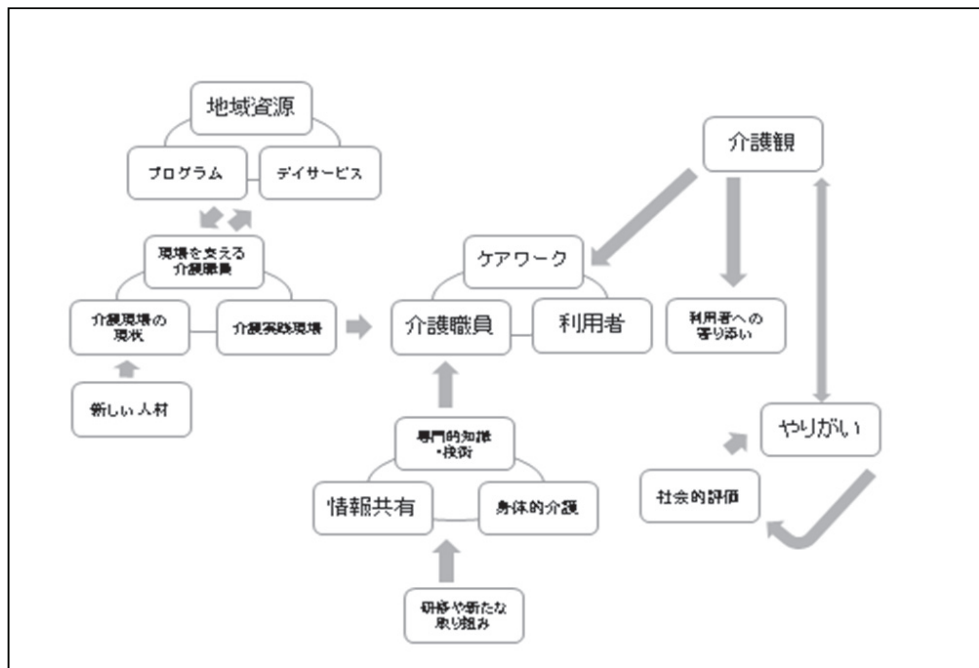 地域資源
プログラム
デイサービス
介護観
現場を支える
介護職員
ケアワーク
介護現場の
現状
介護実践現場
介護職員
利用者
利用者への
寄り添い
新しい人材
専門的知識
・技術
やりがい
情報共有
身体的介護
社会的評価
研修や新たな
取り組み